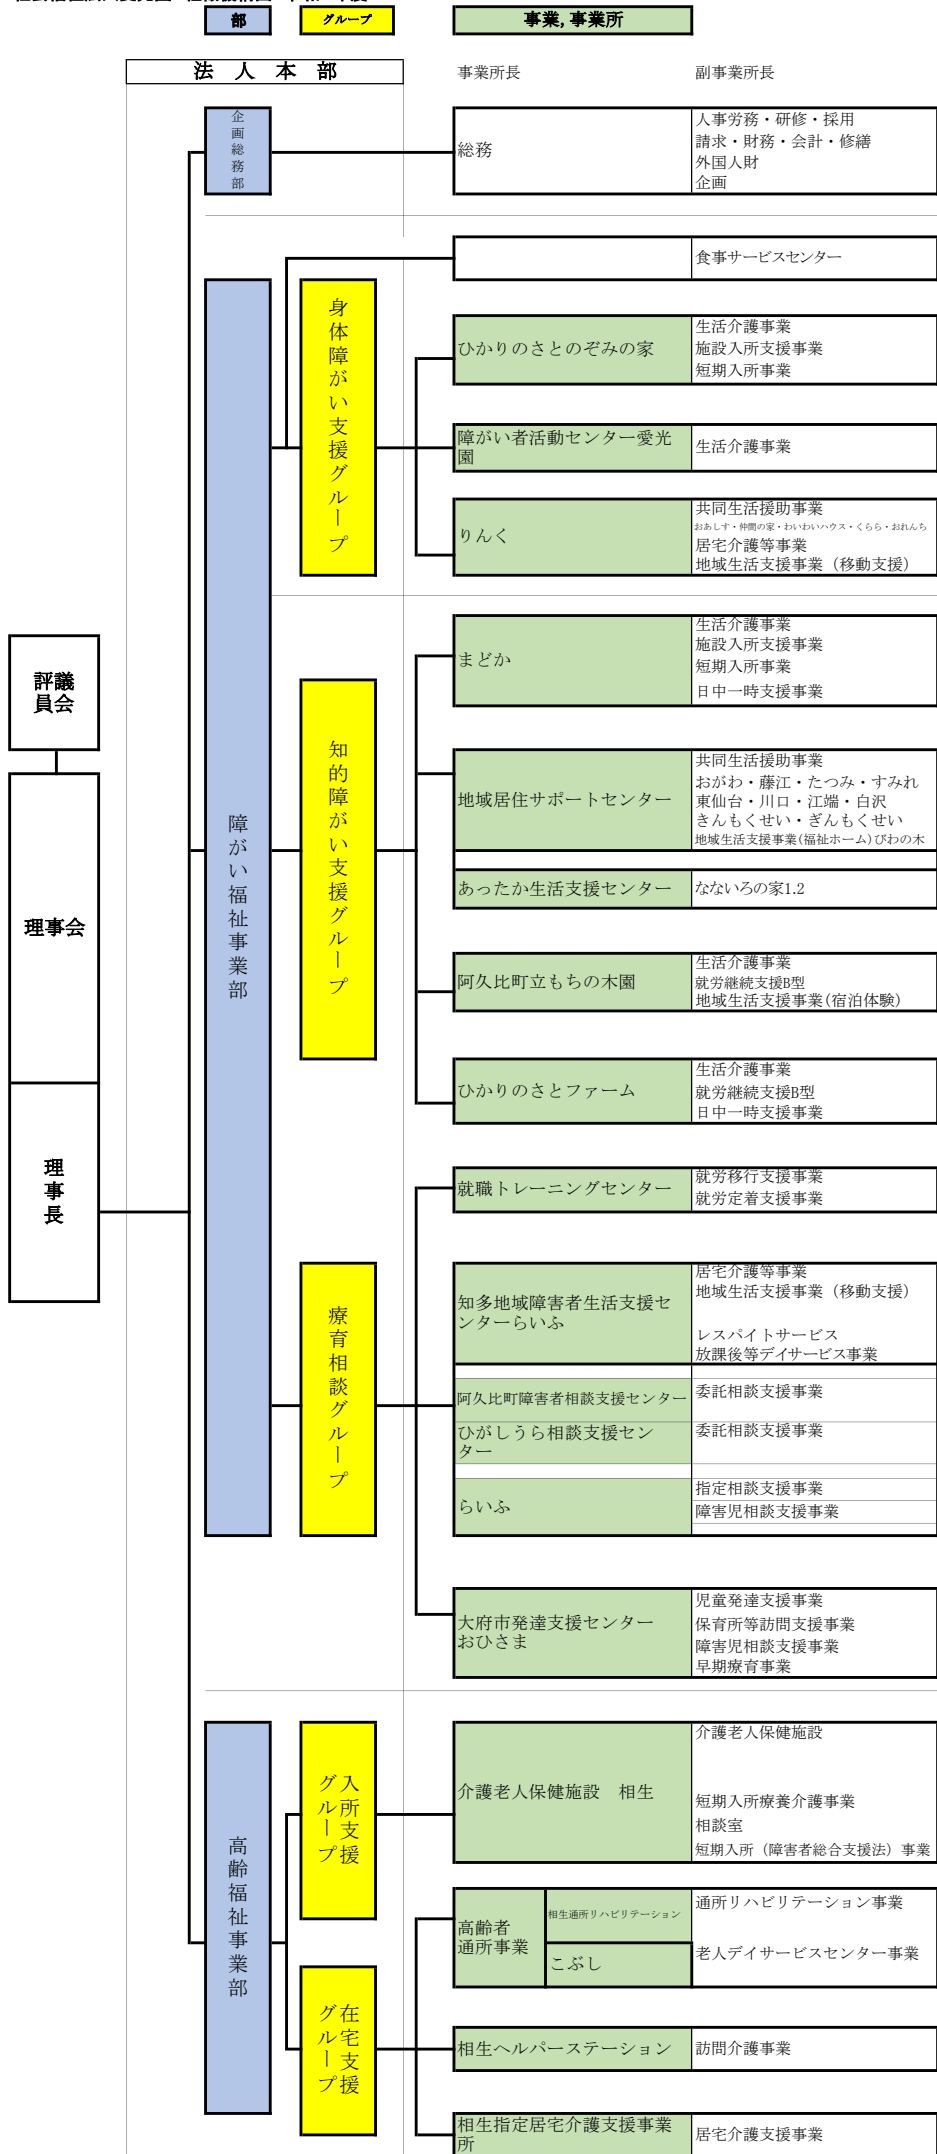 部
グループ
事業,事業所
法人本部
事業所長
副事業所長
企画総務部
総務
人事労務・研修・採用
請求・財務・会計・修繕
外国人財
企画
食事サービスセンター
身体障がい支援グループ
ひかりのさとのぞみの家
生活介護事業
施設入所支援事業
短期入所事業
障がい者活動センター愛光
園
生活介護事業
りんく
共同生活援助事業
おあしす・仲間の家・わいわいハウス・くらら・おれんち
居宅介護等事業
地域生活支援事業（移動支援）
評議
員会
理事会
理事長
障がい福祉事業部
知的障がい支援グループ
まどか
生活介護事業
施設入所支援事業
短期入所事業
日中一時支援事業
地域居住サポートセンター
共同生活援助事業
おがわ・藤江・たつみ・すみれ
東仙台・川口・江端・白沢
きんもくせい・ぎんもくせい
地域生活支援事業(福祉ホーム)びわの木
あったか生活支援センター
なないろの家1.2
阿久比町立もちの木園
生活介護事業
就労継続支援B型
地域生活支援事業(宿泊体験)
ひかりのさとファーム
生活介護事業
就労継続支援B型
日中一時支援事業
就職トレーニングセンター
就労移行支援事業
就労定着支援事業
療育相談グループ
知多地域障害者生活支援セ
ンターらいふ
居宅介護等事業
地域生活支援事業（移動支援）
レスパイトサービス
放課後等デイサービス事業
阿久比町障害者相談支援センター
委託相談支援事業
ひがしうら相談支援セン
ター
委託相談支援事業
らいふ
指定相談支援事業
障害児相談支援事業
大府市発達支援センター
おひさま
児童発達支援事業
保育所等訪問支援事業
障害児相談支援事業
早期療育事業
高齢福祉事業部
入所支援
グループ
介護老人保健施設　相生
介護老人保健施設
短期入所療養介護事業
相談室
短期入所（障害者総合支援法）事業
在宅支援
グループ
高齢者
通所事業
相生通所リハビリテーション
こぶし
通所リハビリテーション事業
老人デイサービスセンター事業
相生ヘルパーステーション
訪問介護事業
相生指定居宅介護支援事業
所
居宅介護支援事業